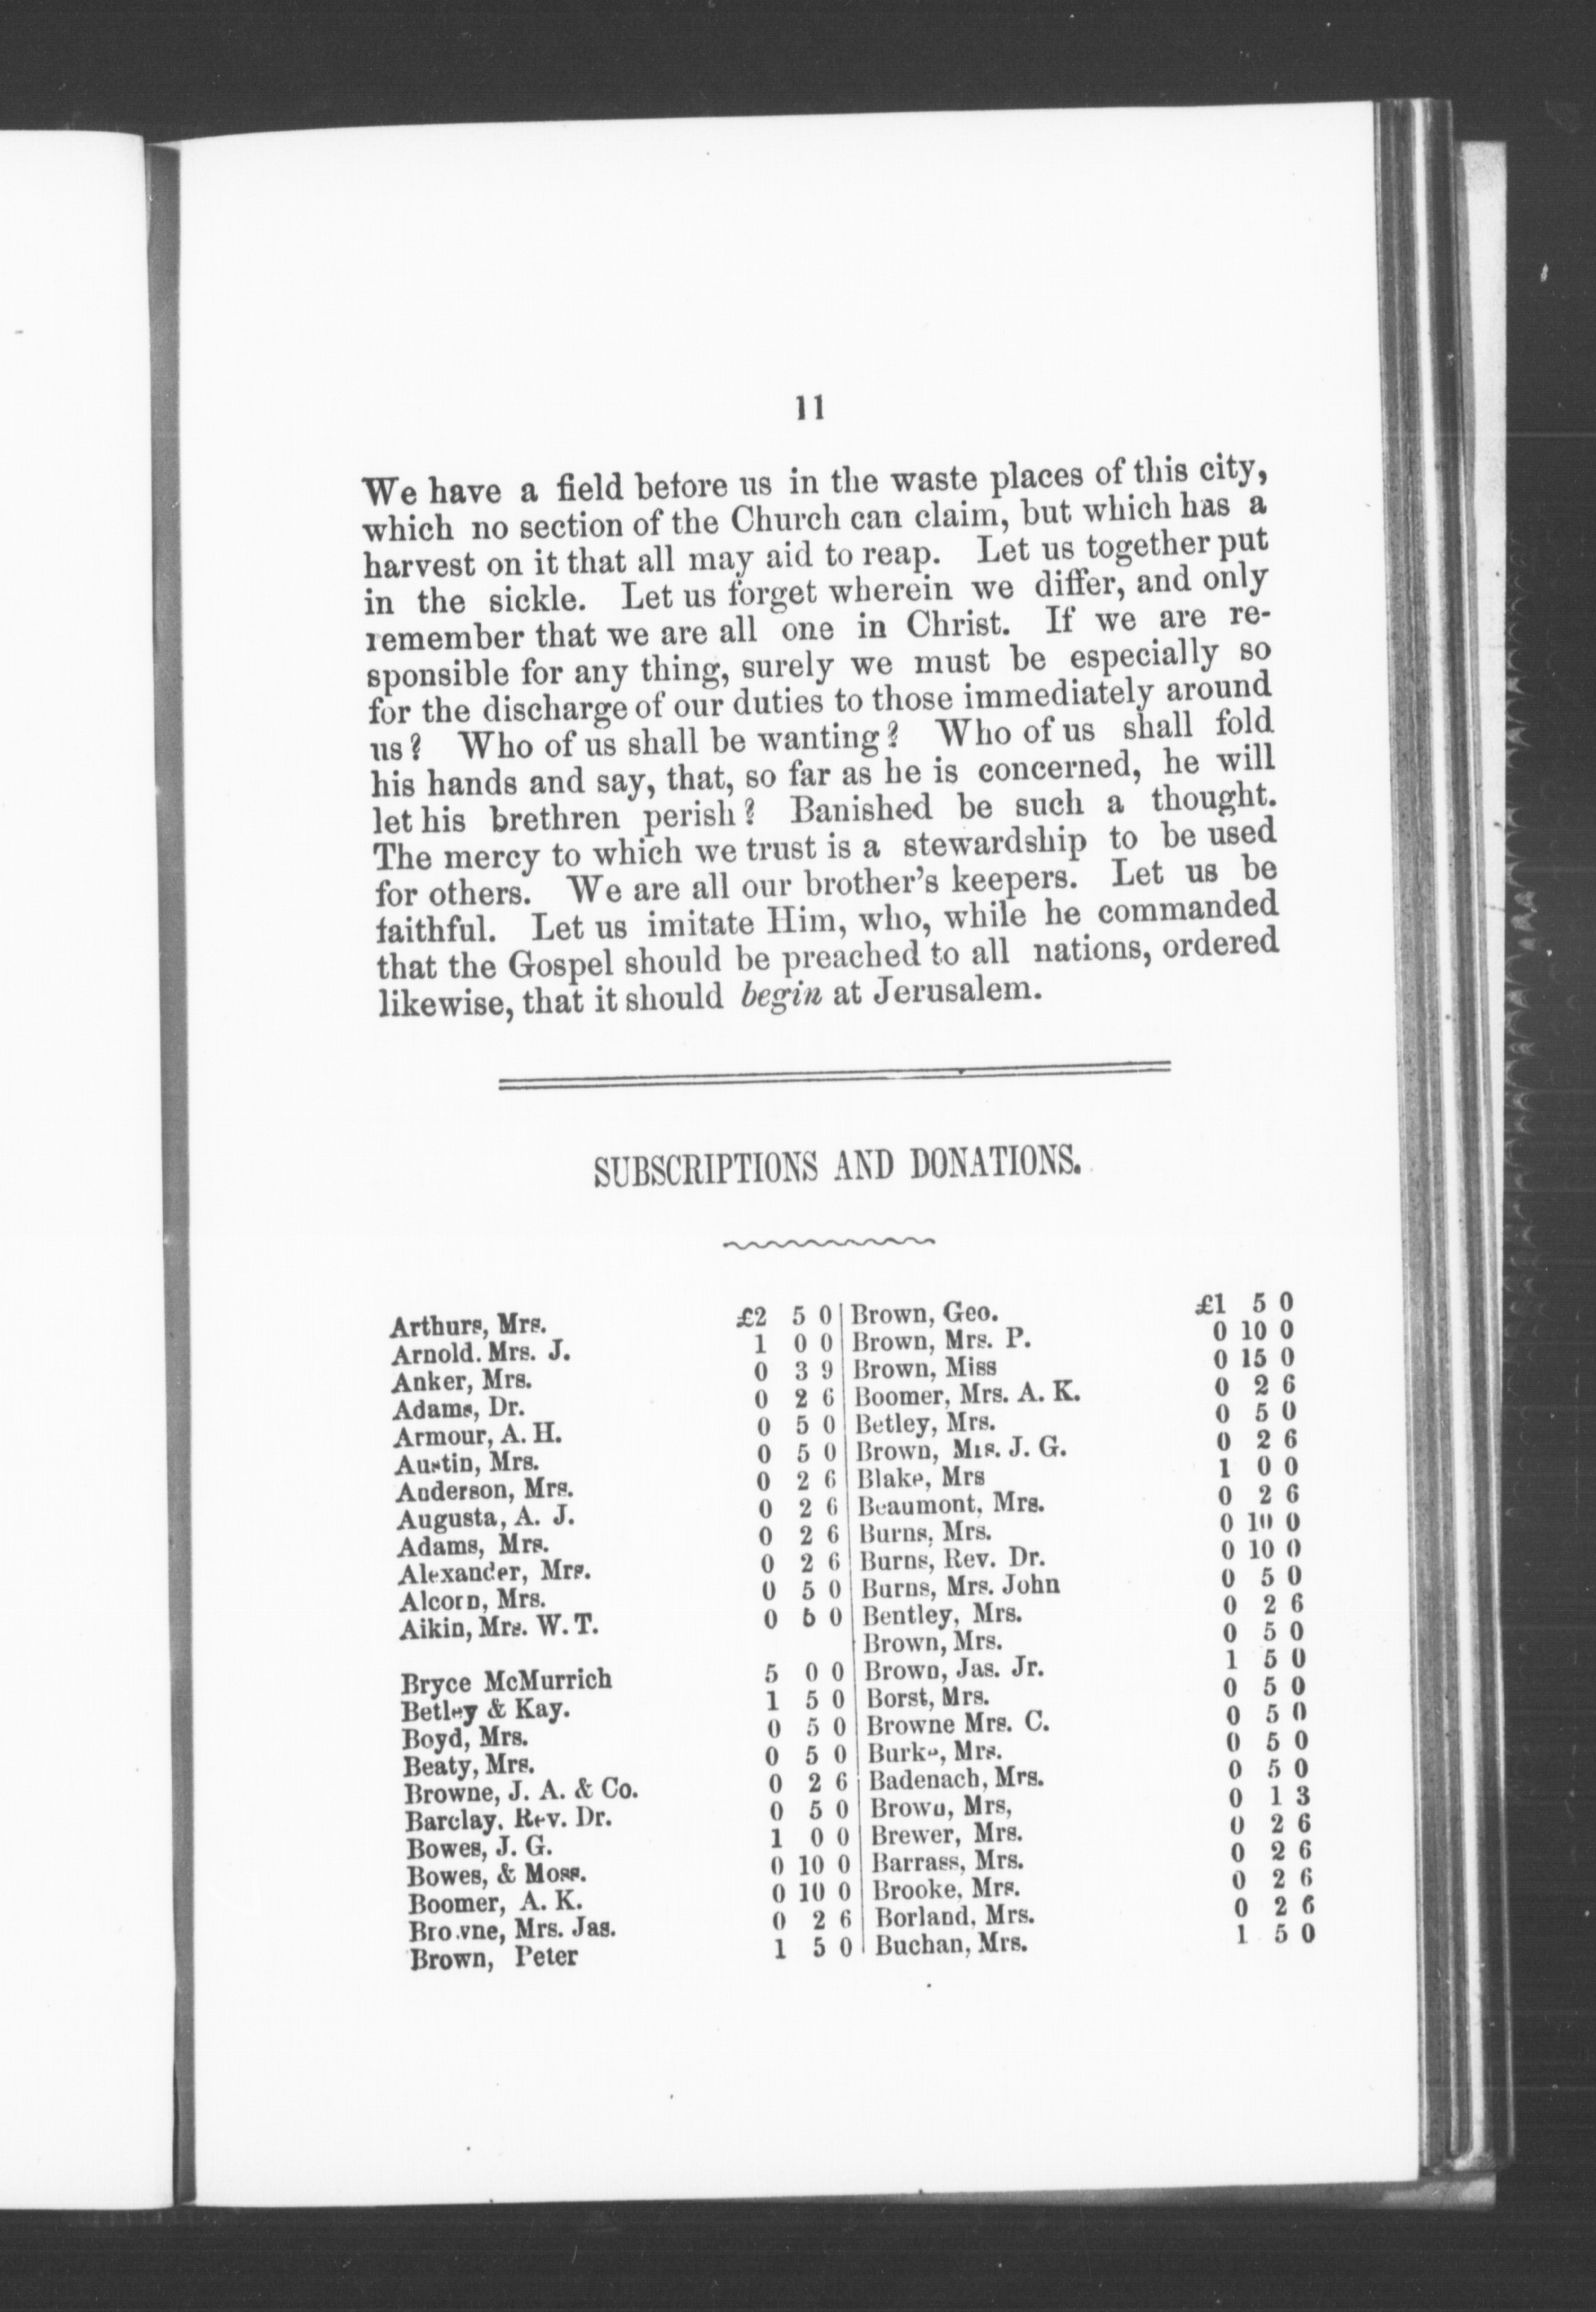 11
We have a field before us in the waste places of this city,
which no section of the Church can claim, but which has a
harvest on it that all may aid to reap. Let us together put
in the sickle. Let us forget wherein we differ, and only
remember that we are all one in Christ. If we are re-
sponsible for any thing, surely we must be especially so
for the discharge of our duties to those immediately around
us? Who of us shall be wanting? Who of us shall fold
his hands and say, that, so far as he is concerned, he will
let his brethren perish? Banished be such a thought.
The mercy to which we trust is a stewardship to be used
for others. We are all our brother's keepers. Let us be
faithful. Let us imitate Him, who, while he commanded
that the Gospel should be preached to all nations, ordered
likewise, that it should begin at Jerusalem.
SUBSCRIPTIONS AND DONATIONS.
Arthurs, Mrs. £2 5 0
Arnold. Mrs. J. 1 0 0
Anker, Mrs. 0 3 9
Adams, Dr. 0 2 6
Armour, A. H. 0 5 0
Austin, Mrs. 0 5 0
Anderson, Mrs. 0 2 6
Augusta, A. J. 0 2 6
Adams, Mrs. 0 2 6
Alexander, Mrs. 0 2 6
Alcorn, Mrs. 0 5 0
Aikin, Mrs. W. T. 0 5 0
Bryce McMurrich 5 0 0
Betley & Kay. 1 5 0
Boyd, Mrs. 0 5 0
Beaty, Mrs. 0 5 0
Browne, J. A. & Co. 0 2 6
Barclay. Rev. Dr. 0 5 0
Bowes, J. G. 1 0 0
Bowes, & Moss. 0 10 0
Boomer, A. K. 0 10 0
Browne, Mrs. Jas. 0 2 6
Brown, Peter 1 5 0
Brown, Geo. £1 5 0
Brown, Mrs. P. 0 10 0
Brown, Miss 0 15 0
Boomer, Mrs. A. K. 0 2 6
Betley, Mrs. 0 5 0
Brown, Mrs. J. G. 0 2 6
Blake, Mrs 1 0 0
Beaumont, Mrs. 0 2 6
Burns, Mrs. 0 10 0
Burns, Rev. Dr. 0 10 0
Burns, Mrs. John 0 5 0
Bentley, Mrs. 0 2 6
Brown, Mrs. 0 5 0
Brown, Jas. Jr. 1 5 0
Borst, Mrs. 0 5 0
Browne Mrs. C. 0 5 0
Burke, Mrs. 0 5 0
Badenach, Mrs. 0 5 0
Brown, Mrs, 0 1 3
Brewer, Mrs. 0 2 6
Barrass, Mrs. 0 2 6
Brooke, Mrs. 0 2 6
Borland, Mrs. 0 2 6
Buchan, Mrs. 1 5 0